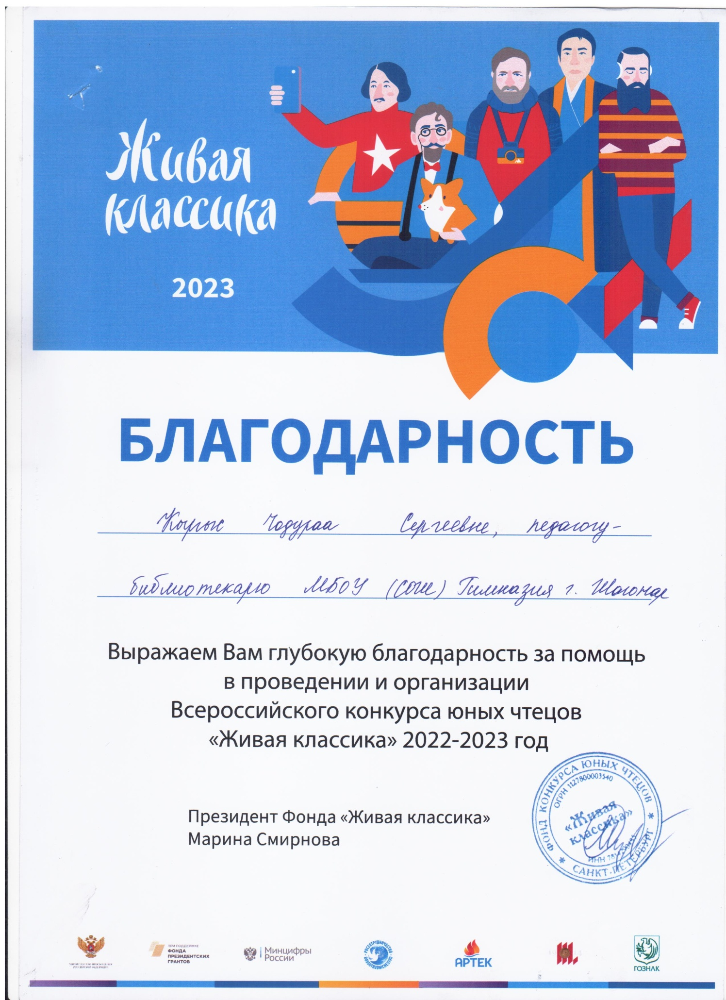 Живая
классика
2023
БЛАГОДАРНОСТЬ
Кыргыс Чодураа Сергеевне, педагогу-
библиотекарю МБОУ (СОШ) Гимназия г. Шагонар
Выражаем Вам глубокую благодарность за помощь
в проведении и организации
Всероссийского конкурса юных чтецов
«Живая классика» 2022-2023 год
Президент Фонда «Живая классика»
Марина Смирнова
ФОНД КОНКУРСА ЮНЫХ ЧТЕЦОВ
ОГРН 1127800003540
«Живая
классика»
ИНН
САНКТ-ПЕТЕРБУРГ
МИНИСТЕРСТВО ПРОСВЕЩЕНИЯ
РОССИЙСКОЙ ФЕДЕРАЦИИ
ПРИ ПОДДЕРЖКЕ
ФОНДА
ПРЕЗИДЕНТСКИХ
ГРАНТОВ
Минцифры
России
РОССОТРУДНИЧЕСТВО
ROSSOTRUDNICHESTVO
АРТЕК
ГОЗНАК